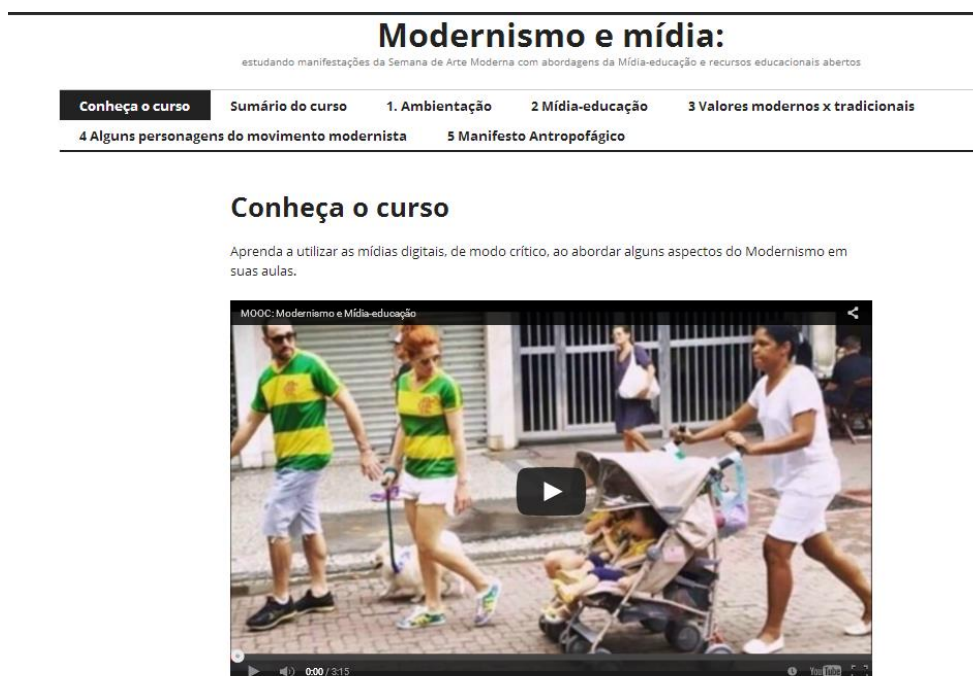 Modernismo e mídia:
estudando manifestações da Semana de Arte Moderna com abordagens da Mídia-educação e recursos educacionais abertos
Conheça o curso Sumário do curso 1. Ambientação 2 Mídia-educação 3 Valores modernos x tradicionais
4 Alguns personagens do movimento modernista 5 Manifesto Antropofágico
Conheça o curso
Aprenda a utilizar as mídias digitais, de modo crítico, ao abordar alguns aspectos do Modernismo em
suas aulas.
MOOC: Modernismo e Mídia-educação
0:00 / 3:15 YouTube